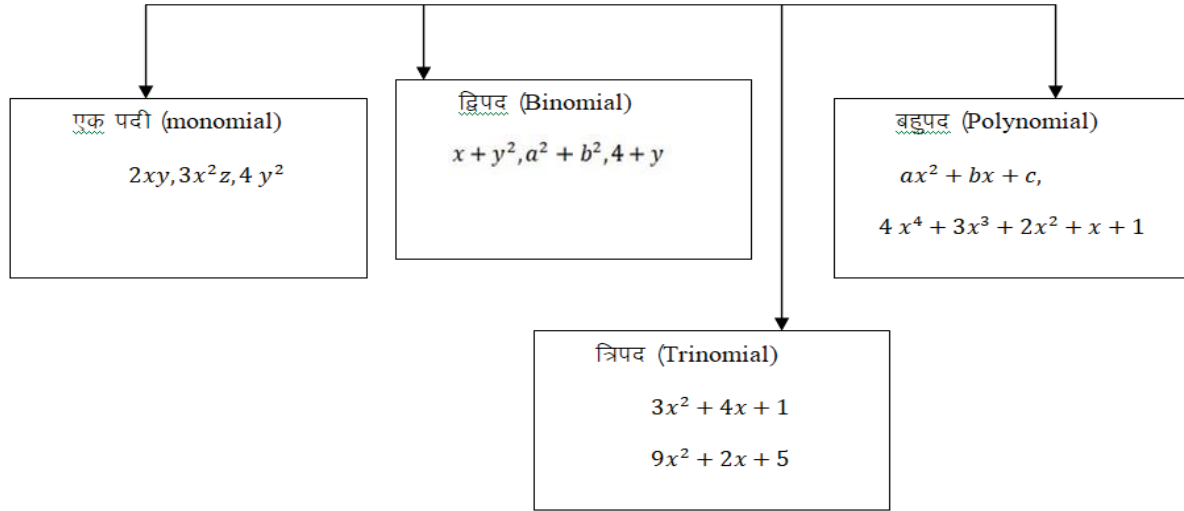 एक पदी (monomial)
2xy, 3x², z, 4 y²
द्विपद (Binomial)
x + y², a² + b², 4 + y
बहुपद (Polynomial)
ax² + bx + c,
4 x⁴ + 3x³ + 2x² + x + 1
त्रिपद (Trinomial)
3x² + 4x + 1
9x² + 2x + 5